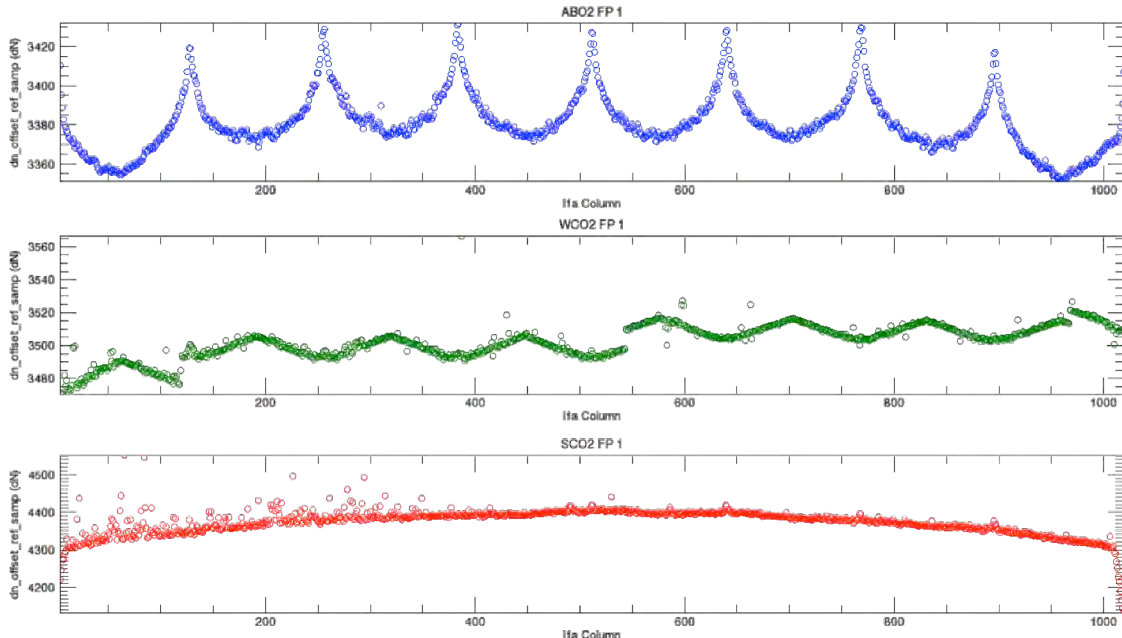 ABO2 FP 1
dn_offset_ref_samp (dN)
3420
3400
3380
3360
200 400 600 800 1000
Ifa Column
WCO2 FP 1
dn_offset_ref_samp (dN)
3560
3540
3520
3500
3480
200 400 600 800 1000
Ifa Column
SCO2 FP 1
dn_offset_ref_samp (dN)
4500
4400
4300
4200
200 400 600 800 1000
Ifa Column